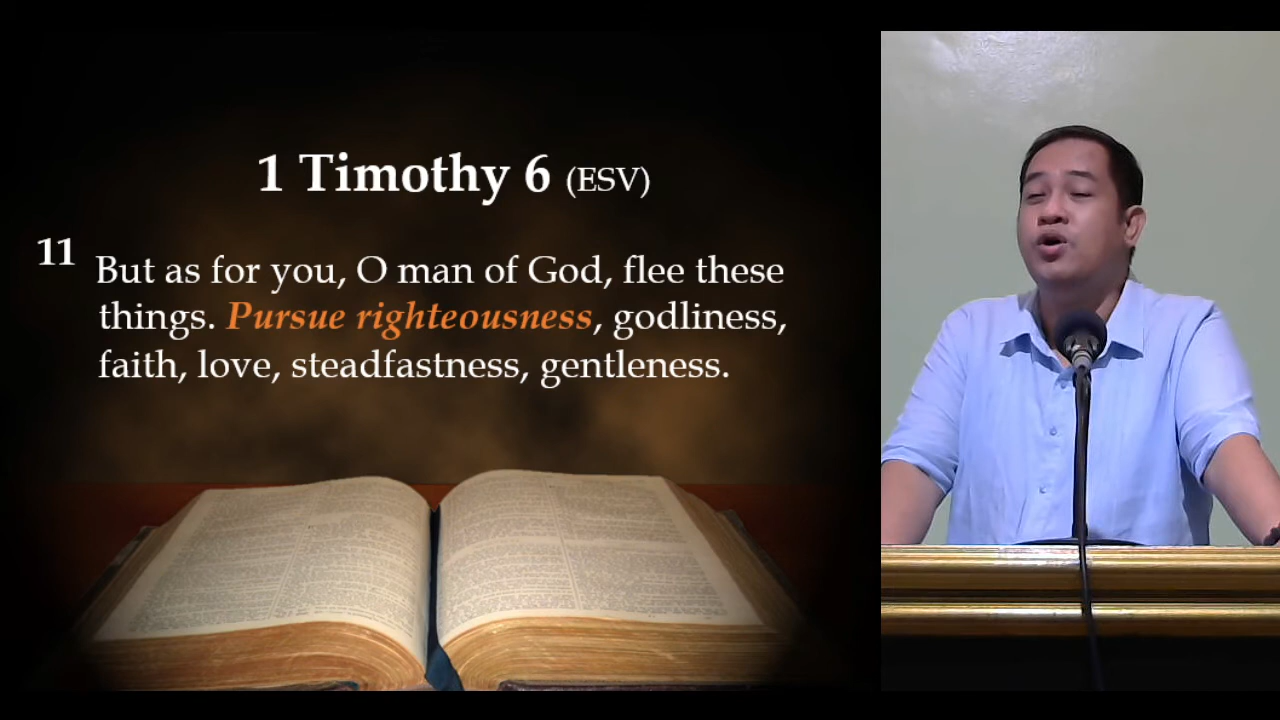 1 Timothy 6 (ESV)
11 But as for you, O man of God, flee these
things. Pursue righteousness, godliness,
faith, love, steadfastness, gentleness.